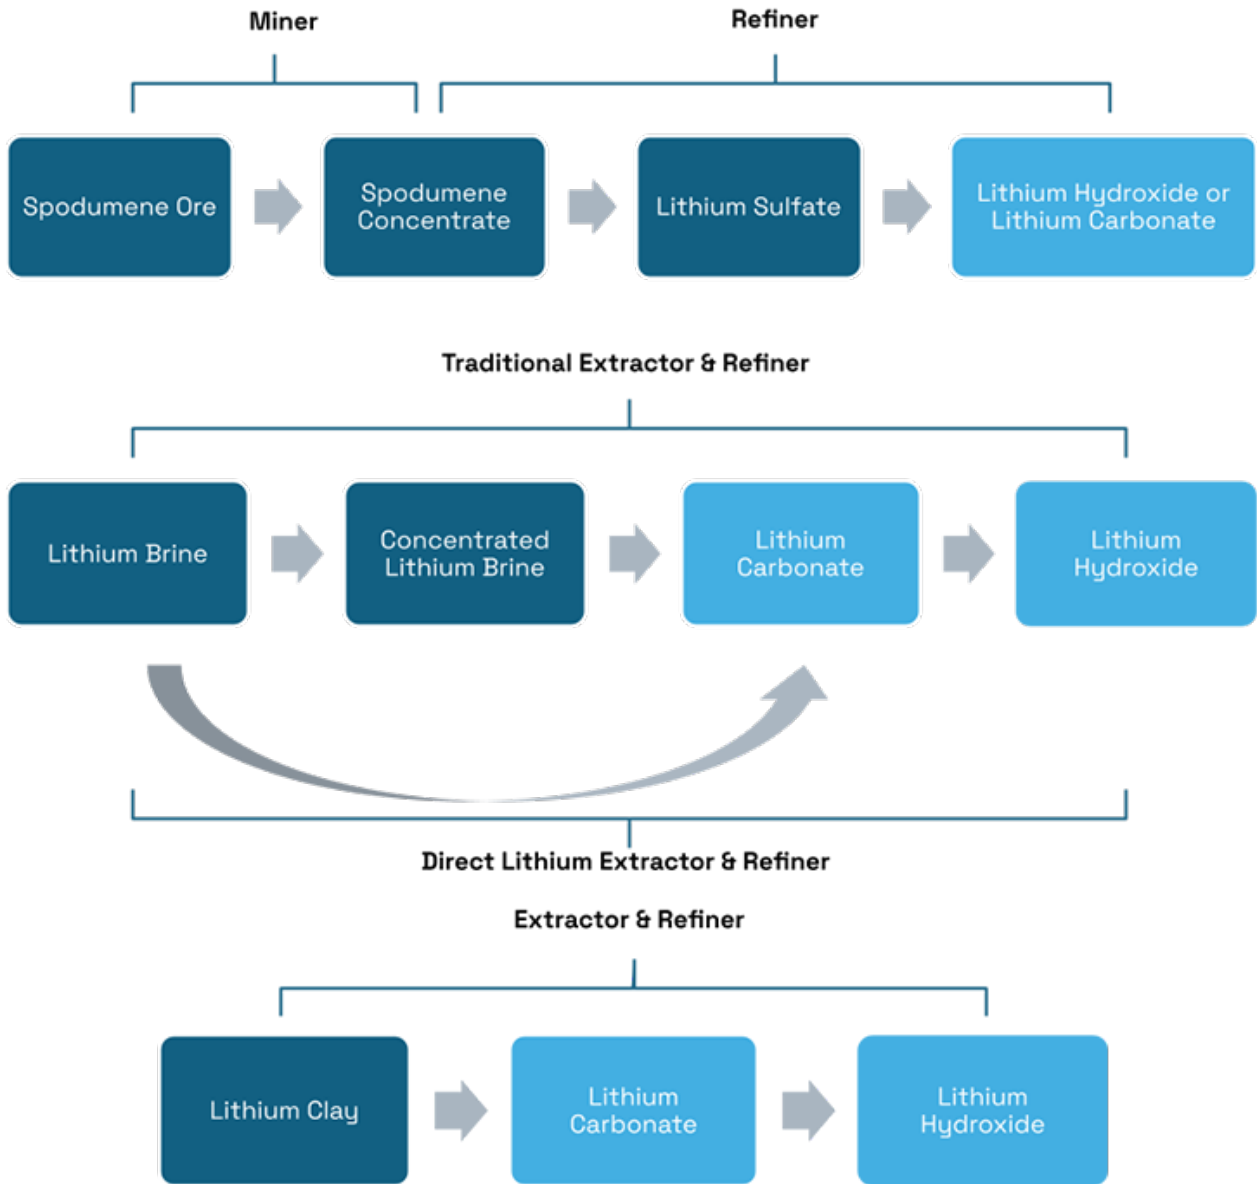 Miner
Refiner
Spodumene Ore
Spodumene
Concentrate
Lithium Sulfate
Lithium Hydroxide or
Lithium Carbonate
Traditional Extractor & Refiner
Lithium Brine
Concentrated
Lithium Brine
Lithium
Carbonate
Lithium
Hydroxide
Direct Lithium Extractor & Refiner
Extractor & Refiner
Lithium Clay
Lithium
Carbonate
Lithium
Hydroxide